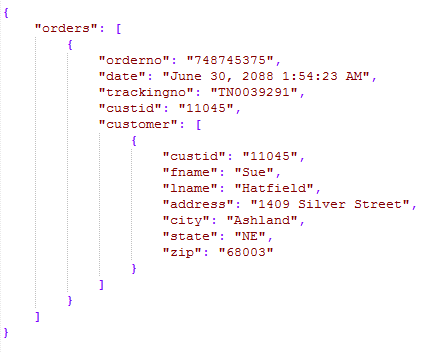 {
    "orders": [
        {
            "orderno": "748745375",
            "date": "June 30, 2088 1:54:23 AM",
            "trackingno": "TN0039291",
            "custid": "11045",
            "customer": [
                {
                    "custid": "11045",
                    "fname": "Sue",
                    "lname": "Hatfield",
                    "address": "1409 Silver Street",
                    "city": "Ashland",
                    "state": "NE",
                    "zip": "68003"
                }
            ]
        }
    ]
}